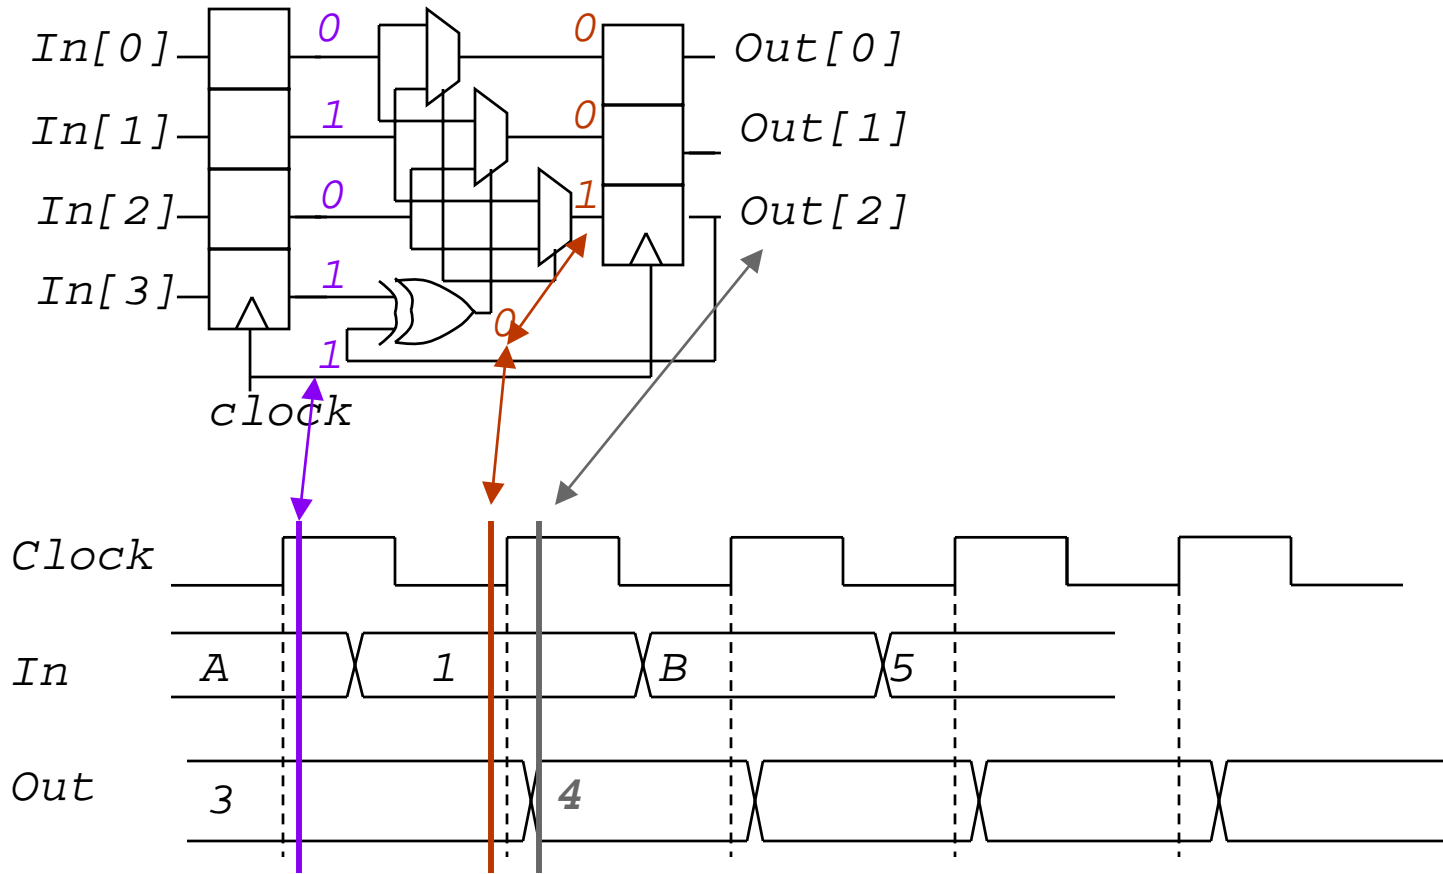 In[0] 0 0 Out[0]
In[1] 1 0 Out[1]
In[2] 0 1 Out[2]
In[3] 1
0
1
clock
Clock
In A 1 B 5
Out 3 4